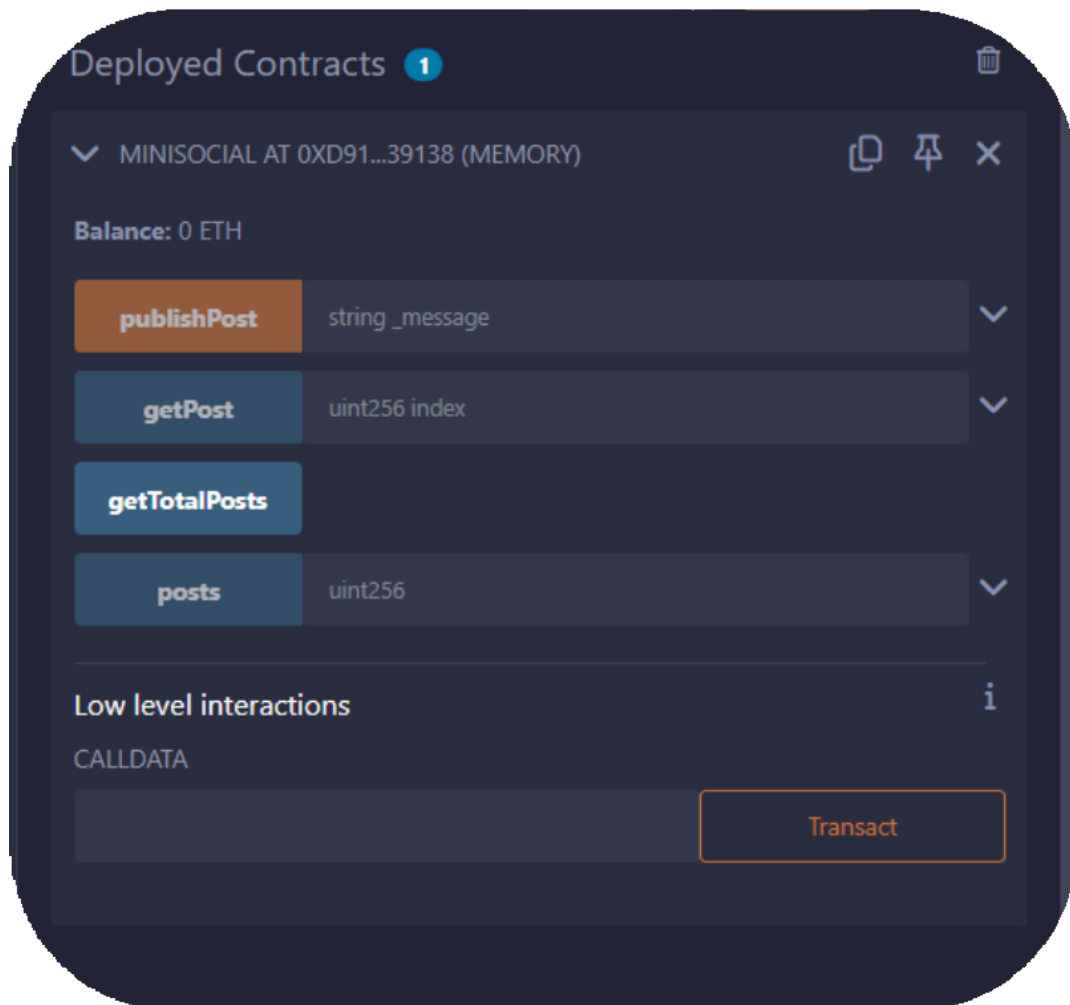 Deployed Contracts 1
MINISOCIAL AT 0XD91...39138 (MEMORY)
Balance: 0 ETH
publishPost string _message
getPost uint256 index
getTotalPosts
posts uint256
Low level interactions i
CALLDATA
Transact